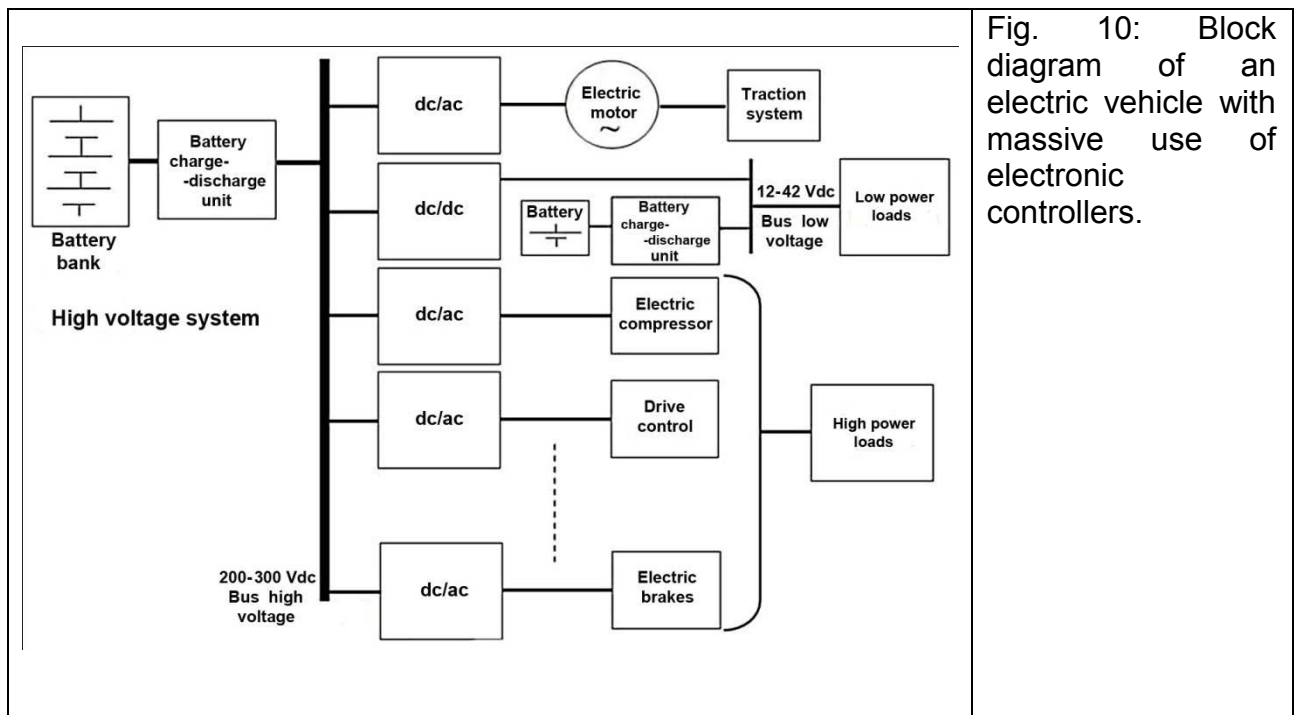 dc/ac
Electric
motor
~
Traction
system
Battery
charge-
-discharge
unit
Battery
bank
High voltage system
dc/dc
12-42 Vdc
Bus low
voltage
Low power
loads
Battery
Battery
charge-
-discharge
unit
dc/ac
Electric
compressor
dc/ac
Drive
control
High power
loads
200-300 Vdc
Bus high
voltage
dc/ac
Electric
brakes
Fig. 10: Block
diagram of an
electric vehicle with
massive use of
electronic
controllers.